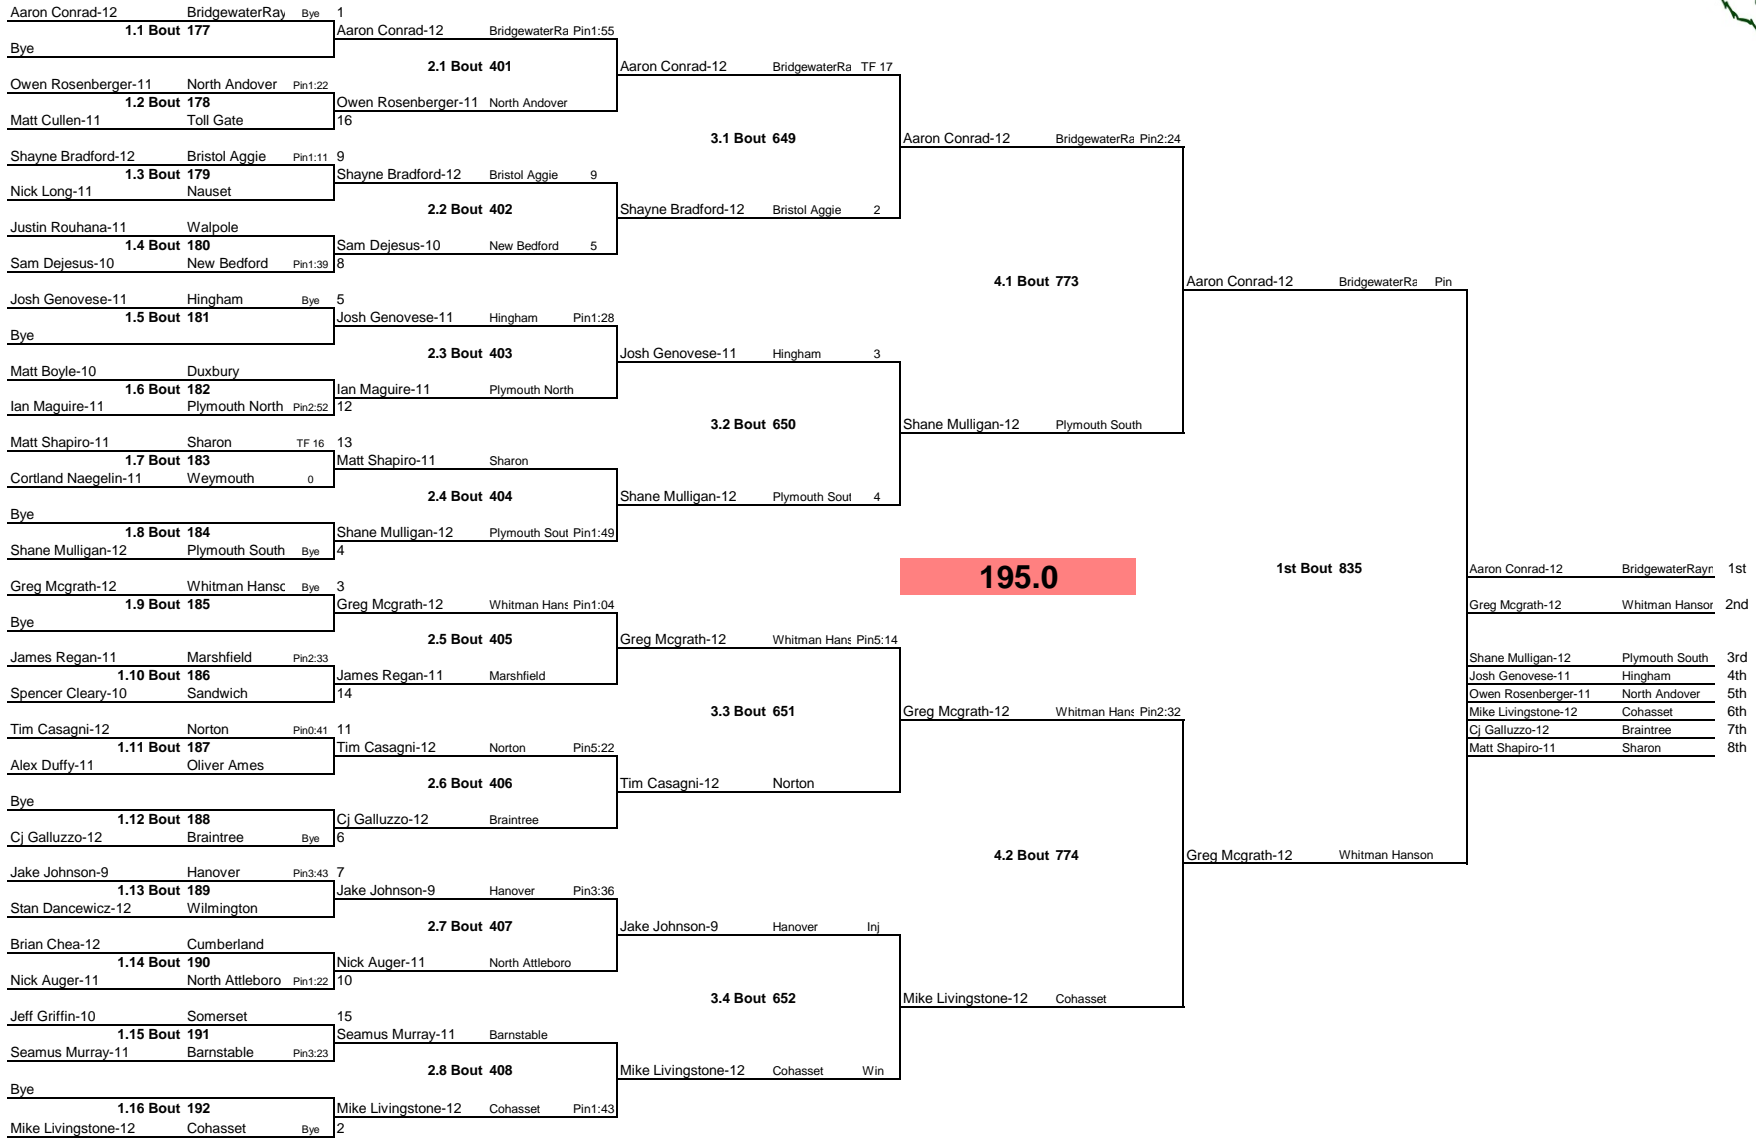 Aaron Conrad-12 BridgewaterRay Bye 1
1.1 Bout 177
Bye
Owen Rosenberger-11 North Andover Pin1:22
1.2 Bout 178
Matt Cullen-11 Toll Gate 16
Shayne Bradford-12 Bristol Aggie Pin1:11 9
1.3 Bout 179
Nick Long-11 Nauset
Justin Rouhana-11 Walpole
1.4 Bout 180
Sam Dejesus-10 New Bedford Pin1:39 8
Josh Genovese-11 Hingham Bye 5
1.5 Bout 181
Bye
Matt Boyle-10 Duxbury
1.6 Bout 182
Ian Maguire-11 Plymouth North Pin2:52 12
Matt Shapiro-11 Sharon TF 16 13
1.7 Bout 183
Cortland Naegelin-11 Weymouth 0
Bye
1.8 Bout 184
Shane Mulligan-12 Plymouth South Bye 4
Greg Mcgrath-12 Whitman Hansc Bye 3
1.9 Bout 185
Bye
James Regan-11 Marshfield Pin2:33
1.10 Bout 186
Spencer Cleary-10 Sandwich 14
Tim Casagni-12 Norton Pin0:41 11
1.11 Bout 187
Alex Duffy-11 Oliver Ames
Bye
1.12 Bout 188
Cj Galluzzo-12 Braintree Bye 6
Jake Johnson-9 Hanover Pin3:43 7
1.13 Bout 189
Stan Dancewicz-12 Wilmington
Brian Chea-12 Cumberland
1.14 Bout 190
Nick Auger-11 North Attleboro Pin1:22 10
Jeff Griffin-10 Somerset 15
1.15 Bout 191
Seamus Murray-11 Barnstable Pin3:23
Bye
1.16 Bout 192
Mike Livingstone-12 Cohasset Bye 2
Aaron Conrad-12 BridgewaterRa Pin1:55
2.1 Bout 401
Owen Rosenberger-11 North Andover
Shayne Bradford-12 Bristol Aggie 9
2.2 Bout 402
Sam Dejesus-10 New Bedford 5
Josh Genovese-11 Hingham Pin1:28
2.3 Bout 403
Ian Maguire-11 Plymouth North
Matt Shapiro-11 Sharon
2.4 Bout 404
Shane Mulligan-12 Plymouth Sout Pin1:49
Greg Mcgrath-12 Whitman Hans Pin1:04
2.5 Bout 405
James Regan-11 Marshfield
Tim Casagni-12 Norton Pin5:22
2.6 Bout 406
Cj Galluzzo-12 Braintree
Jake Johnson-9 Hanover Pin3:36
2.7 Bout 407
Nick Auger-11 North Attleboro
Seamus Murray-11 Barnstable
2.8 Bout 408
Mike Livingstone-12 Cohasset Pin1:43
Aaron Conrad-12 BridgewaterRa TF 17
3.1 Bout 649
Shayne Bradford-12 Bristol Aggie 2
Josh Genovese-11 Hingham 3
3.2 Bout 650
Shane Mulligan-12 Plymouth Sout 4
Greg Mcgrath-12 Whitman Hans Pin5:14
3.3 Bout 651
Tim Casagni-12 Norton
Jake Johnson-9 Hanover Inj
3.4 Bout 652
Mike Livingstone-12 Cohasset Win
Aaron Conrad-12 BridgewaterRa Pin2:24
4.1 Bout 773
Shane Mulligan-12 Plymouth South
195.0
Greg Mcgrath-12 Whitman Hans Pin2:32
4.2 Bout 774
Mike Livingstone-12 Cohasset
Aaron Conrad-12 BridgewaterRa Pin
1st Bout 835
Greg Mcgrath-12 Whitman Hanson
Aaron Conrad-12 BridgewaterRayn 1st
Greg Mcgrath-12 Whitman Hanson 2nd
Shane Mulligan-12 Plymouth South 3rd
Josh Genovese-11 Hingham 4th
Owen Rosenberger-11 North Andover 5th
Mike Livingstone-12 Cohasset 6th
Cj Galluzzo-12 Braintree 7th
Matt Shapiro-11 Sharon 8th